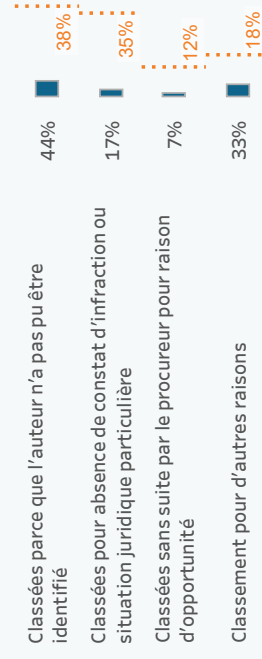 Classées parce que l’auteur n’a pas pu être
identifié
44%
38%
Classées pour absence de constat d’infraction ou
situation juridique particulière
17%
35%
Classées sans suite par le procureur pour raison
d’opportunité
7%
12%
Classement pour d’autres raisons
33%
18%